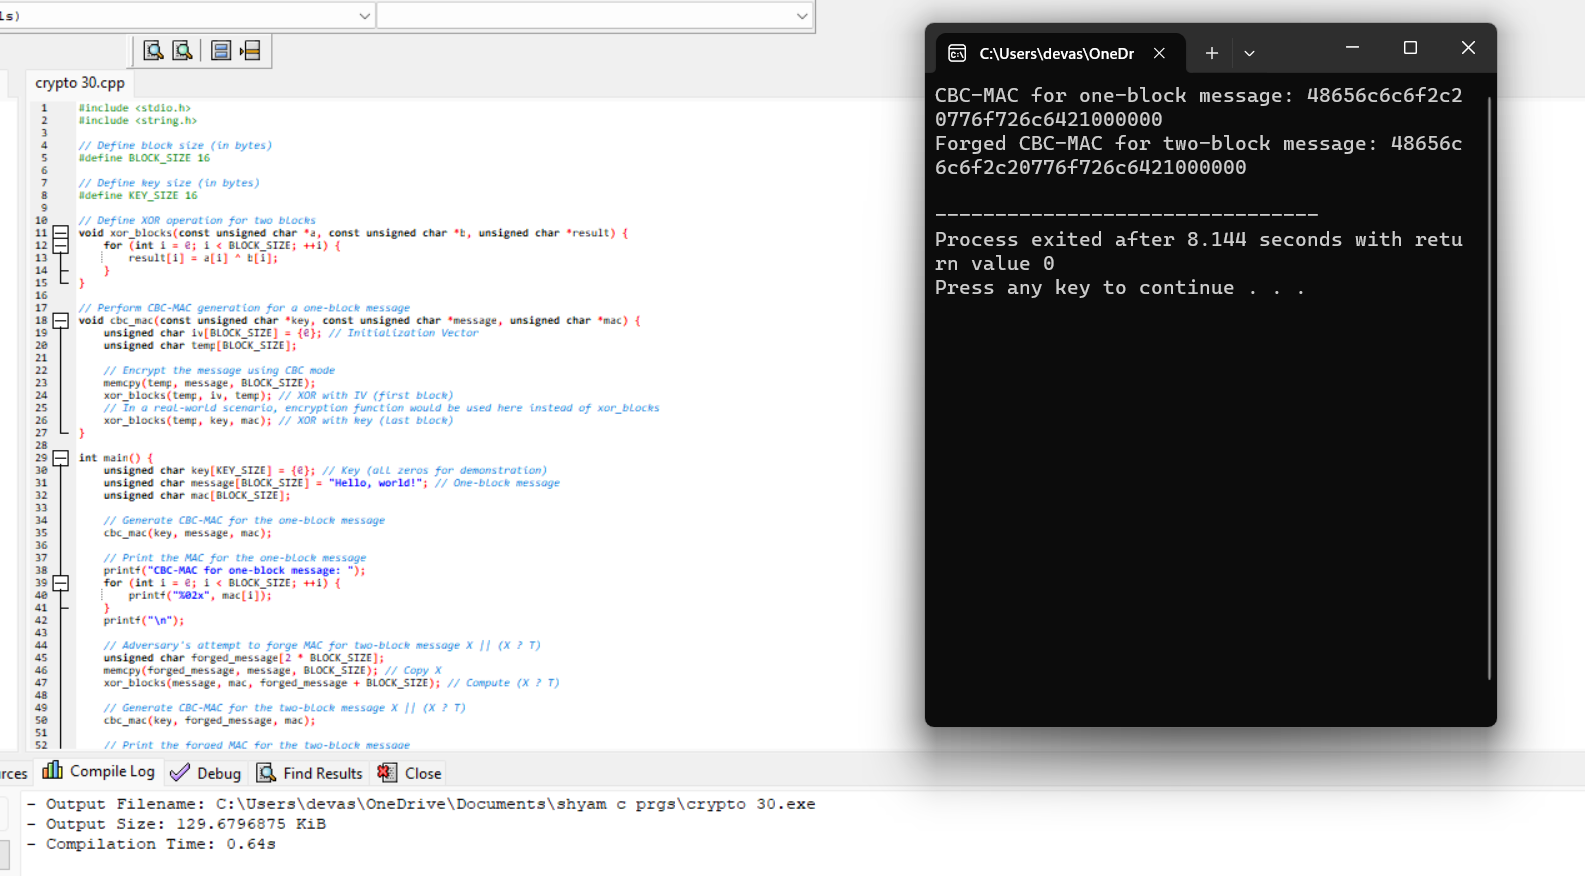 ls)
crypto 30.cpp
1 #include <stdio.h>
2 #include <string.h>
3
4 // Define block size (in bytes)
5 #define BLOCK_SIZE 16
6
7 // Define key size (in bytes)
8 #define KEY_SIZE 16
9
10 // Define XOR operation for two blocks
11 void xor_blocks(const unsigned char *a, const unsigned char *b, unsigned char *result) {
12 for (int i = 0; i < BLOCK_SIZE; ++i) {
13 result[i] = a[i] ^ b[i];
14 }
15 }
16
17 // Perform CBC-MAC generation for a one-block message
18 void cbc_mac(const unsigned char *key, const unsigned char *message, unsigned char *mac) {
19 unsigned char iv[BLOCK_SIZE] = {0}; // Initialization Vector
20 unsigned char temp[BLOCK_SIZE];
21
22 // Encrypt the message using CBC mode
23 memcpy(temp, message, BLOCK_SIZE);
24 xor_blocks(temp, iv, temp); // XOR with IV (first block)
25 // In a real-world scenario, encryption function would be used here instead of xor_blocks
26 xor_blocks(temp, key, mac); // XOR with key (last block)
27 }
28
29 int main() {
30 unsigned char key[KEY_SIZE] = {0}; // Key (all zeros for demonstration)
31 unsigned char message[BLOCK_SIZE] = "Hello, world!"; // One-block message
32 unsigned char mac[BLOCK_SIZE];
33
34 // Generate CBC-MAC for the one-block message
35 cbc_mac(key, message, mac);
36
37 // Print the MAC for the one-block message
38 printf("CBC-MAC for one-block message: ");
39 for (int i = 0; i < BLOCK_SIZE; ++i) {
40 printf("%02x", mac[i]);
41 }
42 printf("\n");
43
44 // Adversary's attempt to forge MAC for two-block message X || (X ? T)
45 unsigned char forged_message[2 * BLOCK_SIZE];
46 memcpy(forged_message, message, BLOCK_SIZE); // Copy X
47 xor_blocks(message, mac, forged_message + BLOCK_SIZE); // Compute (X ? T)
48
49 // Generate CBC-MAC for the two-block message X || (X ? T)
50 cbc_mac(key, forged_message, mac);
51
52 // Print the forged MAC for the two-block message
rces Compile Log Debug Find Results Close
- Output Filename: C:\Users\devas\OneDrive\Documents\shyam c prgs\crypto 30.exe
- Output Size: 129.6796875 KiB
- Compilation Time: 0.64s
C:\Users\devas\OneDr
CBC-MAC for one-block message: 48656c6c6f2c2
0776f726c6421000000
Forged CBC-MAC for two-block message: 48656c
6c6f2c20776f726c6421000000
--------------------------------
Process exited after 8.144 seconds with retu
rn value 0
Press any key to continue . . .